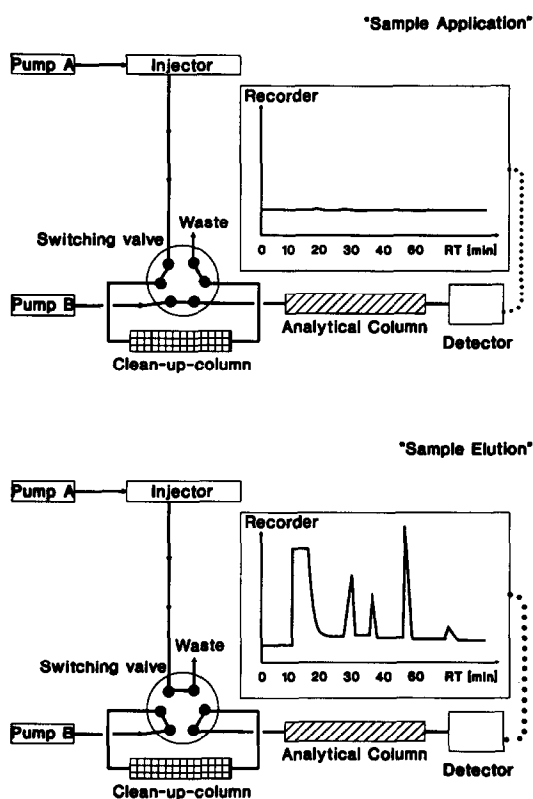 "Sample Application"
Pump A
Injector
Recorder
Waste
Switching valve
0 10 20 30 40 60 RT [min]
Pump B
Analytical Column
Detector
Clean-up-column
"Sample Elution"
Pump A
Injector
Recorder
Waste
Switching valve
0 10 30 30 40 60 RT [min]
Pump B
Analytical Column
Detector
Clean-up-column